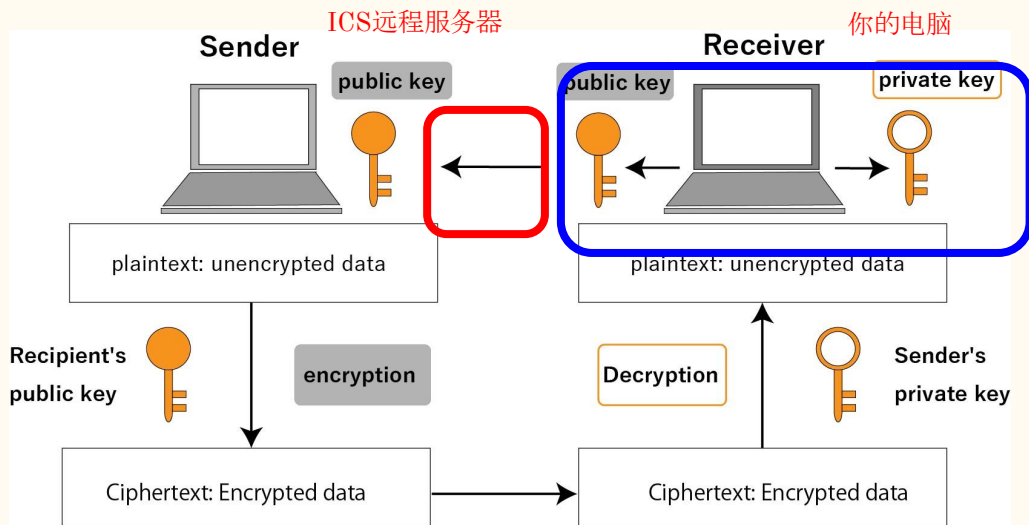 ICS远程服务器
你的电脑
Sender
Receiver
public key
public key
private key
plaintext: unencrypted data
plaintext: unencrypted data
Recipient's
public key
encryption
Decryption
Sender's
private key
Ciphertext: Encrypted data
Ciphertext: Encrypted data